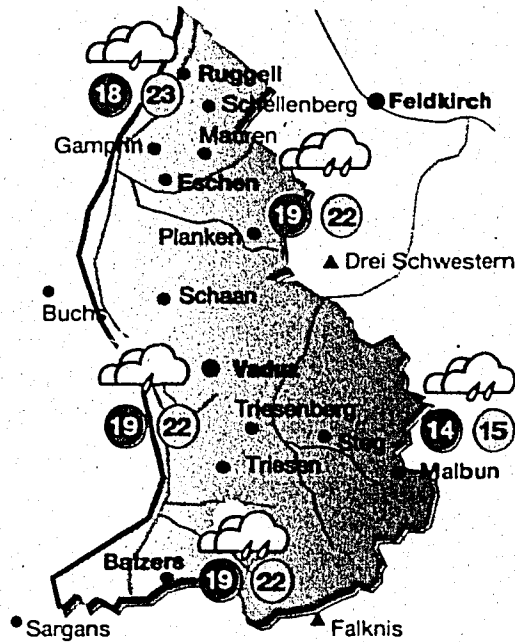 Ruggell
18 23
Schellenberg
Feldkirch
Gamprin
Mauren
Eschen
19 22
Planken
Drei Schwestern
Buchs
Schaan
Vaduz
Triesenberg
19 22
Steg
14 15
Triesen
Malbun
Balzers
19 22
Sargans
Falknis